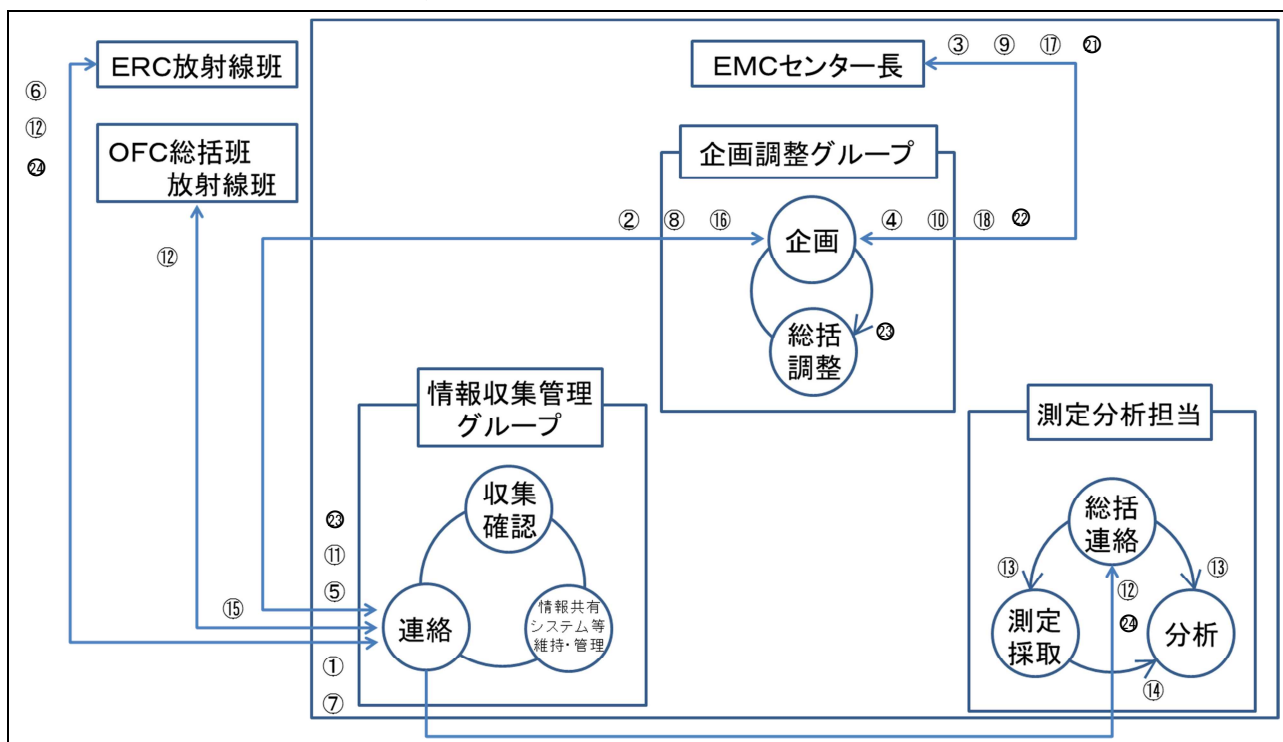 ERC放射線班
⑥
⑫
㉔
OFC総括班
放射線班
⑫
EMCセンター長
③ ⑨ ⑰ ㉑
企画調整グループ
② ⑧ ⑯
企画
④ ⑩ ⑱ ㉒
総括
調整
㉓
情報収集管理
グループ
収集
確認
㉓
⑪
⑤
⑮
連絡
情報共有
システム等
維持・管理
①
⑦
測定分析担当
総括
連絡
⑬
⑬
⑫
㉔
測定
採取
分析
⑭